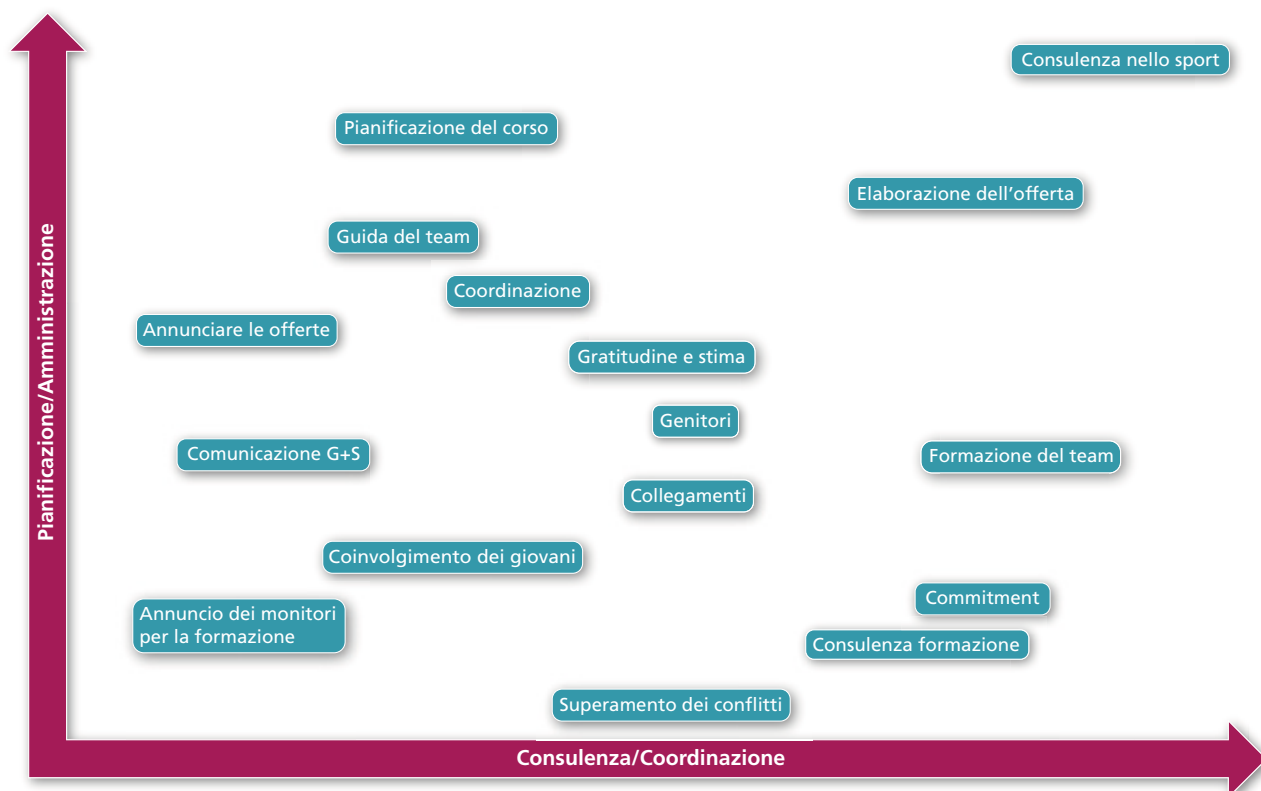 Consulenza nello sport
Pianificazione del corso
Elaborazione dell’offerta
Guida del team
Coordinazione
Annunciare le offerte
Gratitudine e stima
Genitori
Comunicazione G+S
Formazione del team
Collegamenti
Coinvolgimento dei giovani
Commitment
Annuncio dei monitori
per la formazione
Consulenza formazione
Superamento dei conflitti
Pianificazione/Amministrazione
Consulenza/Coordinazione